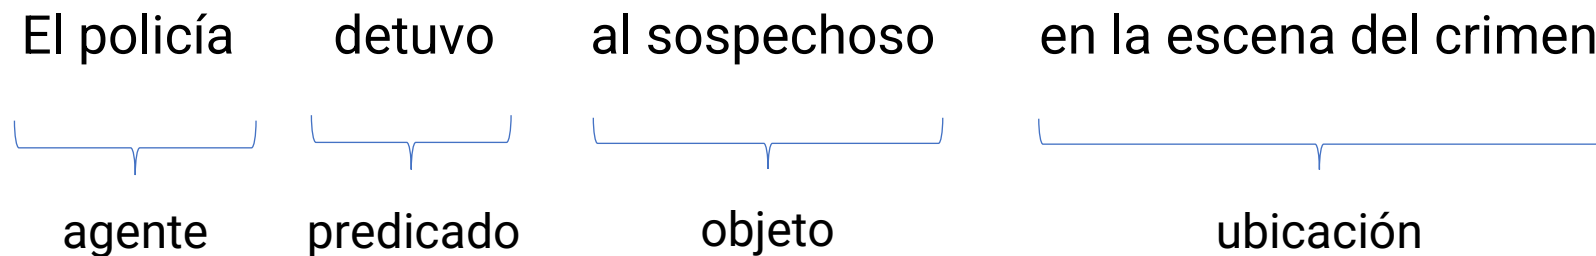 El policía detuvo al sospechoso en la escena del crimen
agente predicado objeto ubicación